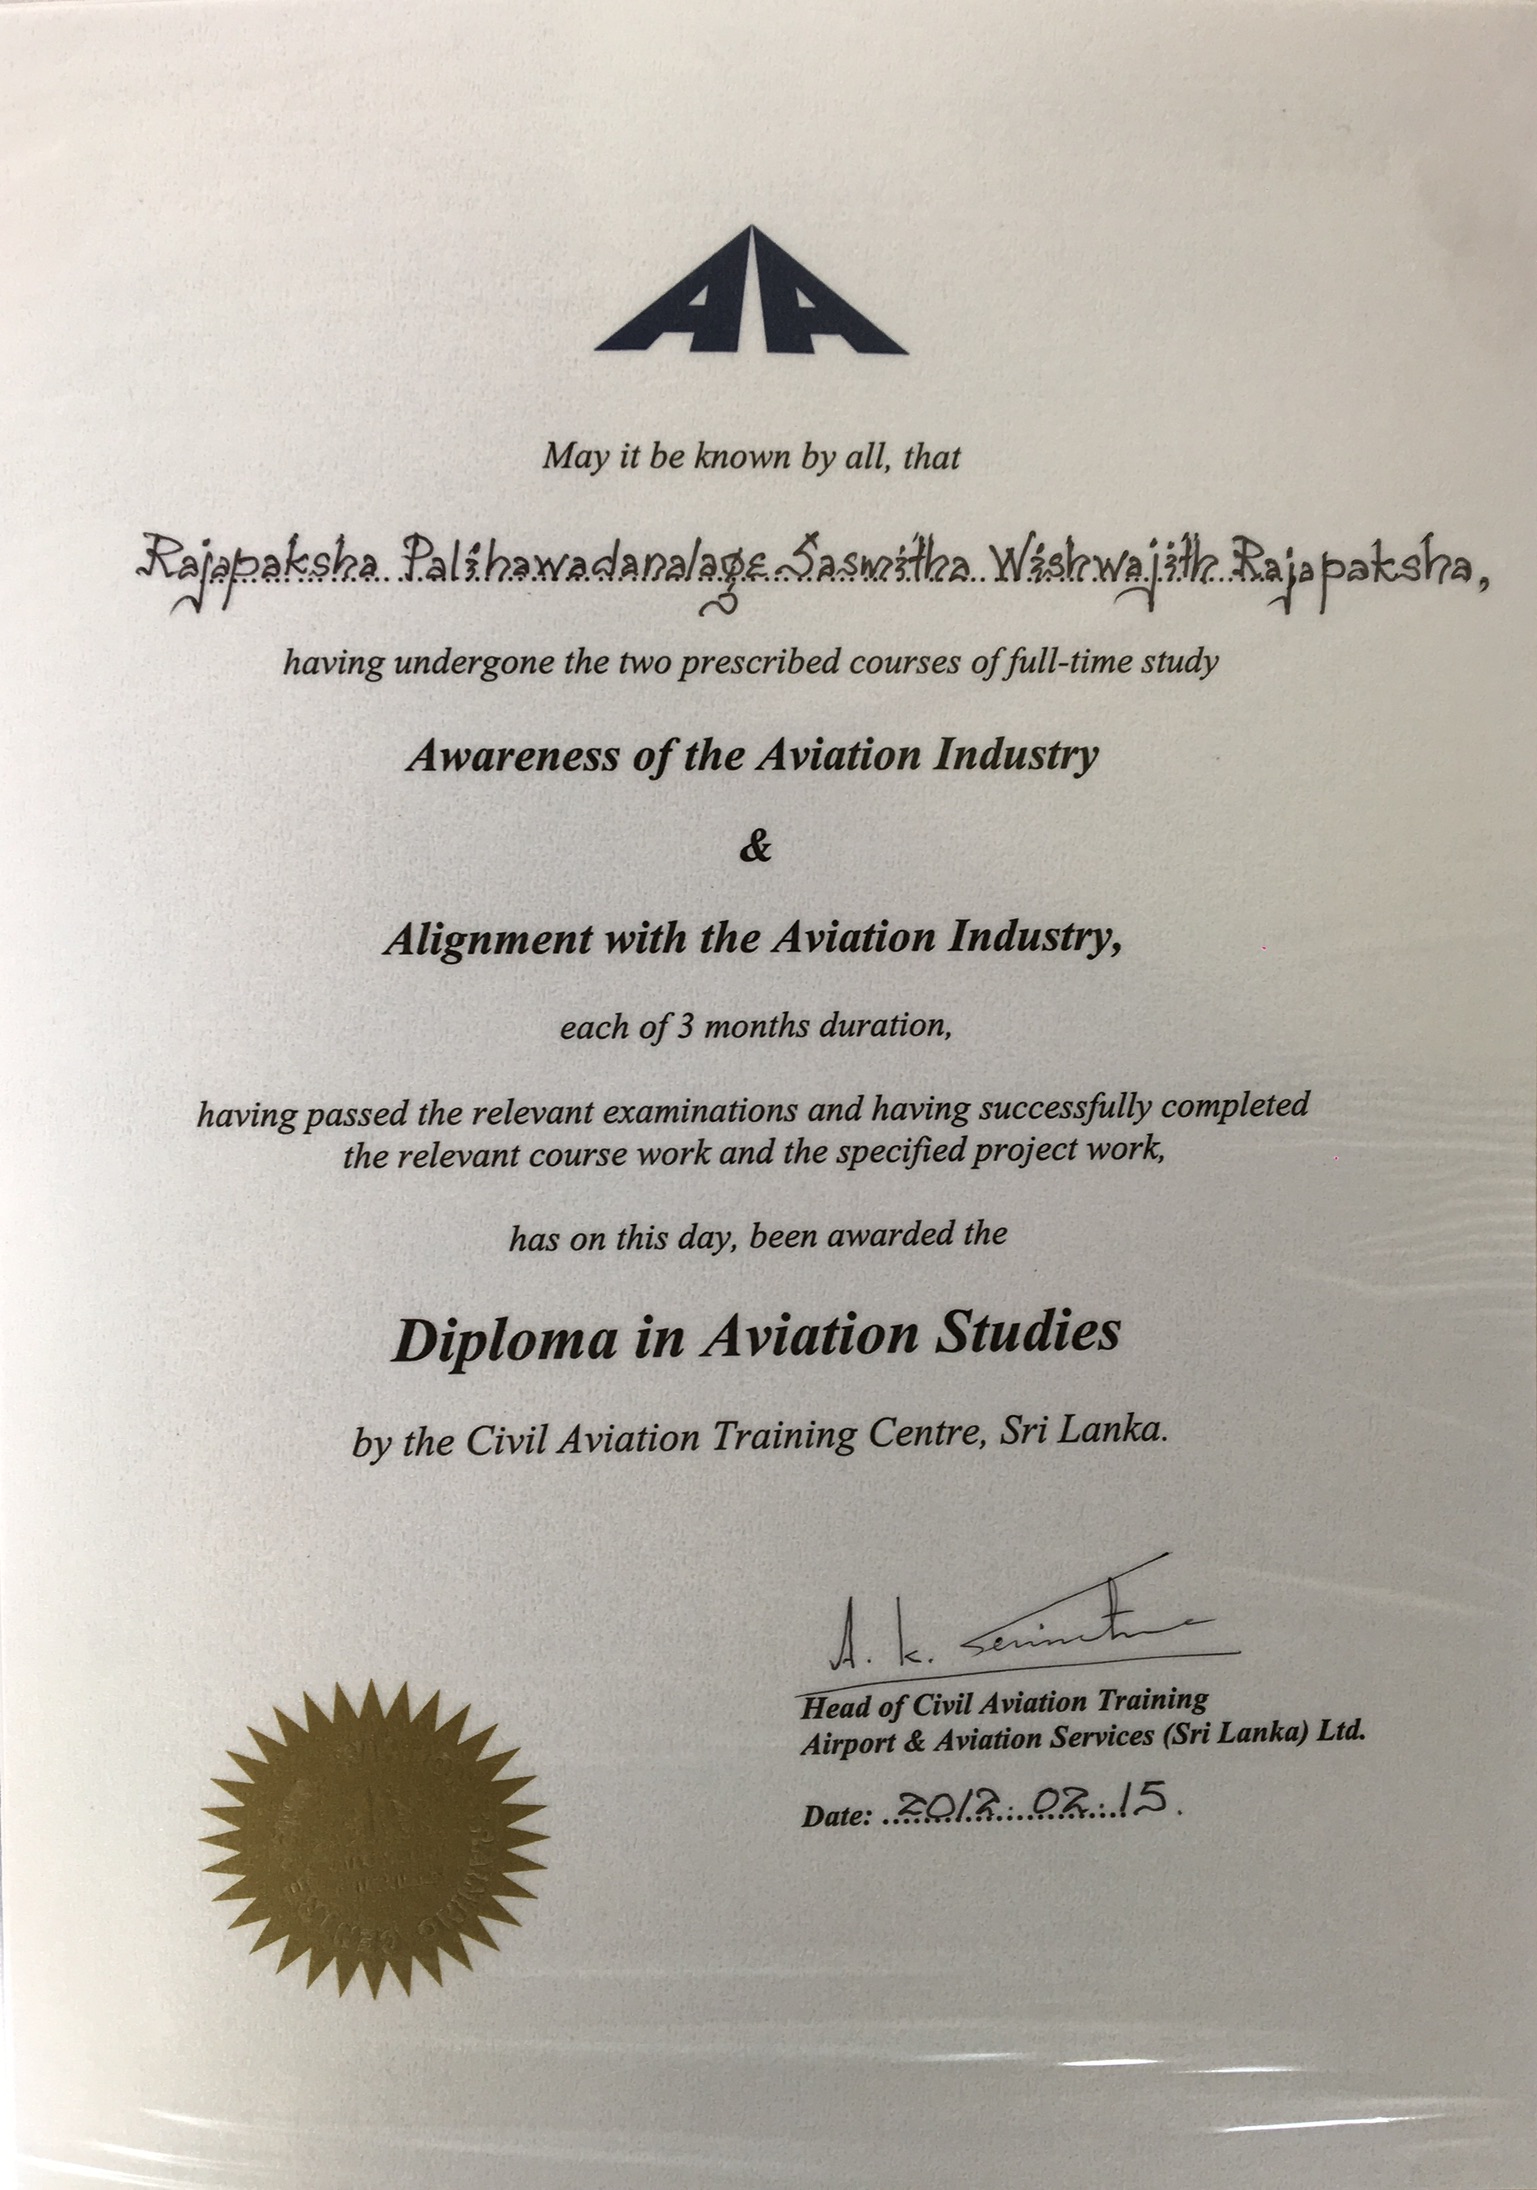 AA
May it be known by all, that
Rajapaksha Palihawadanalage Sasmitha Wishwajith Rajapaksha,
having undergone the two prescribed courses of full-time study
Awareness of the Aviation Industry
&
Alignment with the Aviation Industry,
each of 3 months duration,
having passed the relevant examinations and having successfully completed
the relevant course work and the specified project work,
has on this day, been awarded the
Diploma in Aviation Studies
by the Civil Aviation Training Centre, Sri Lanka.
A. K.
Head of Civil Aviation Training
Airport & Aviation Services (Sri Lanka) Ltd.
Date: 2012.02.15.